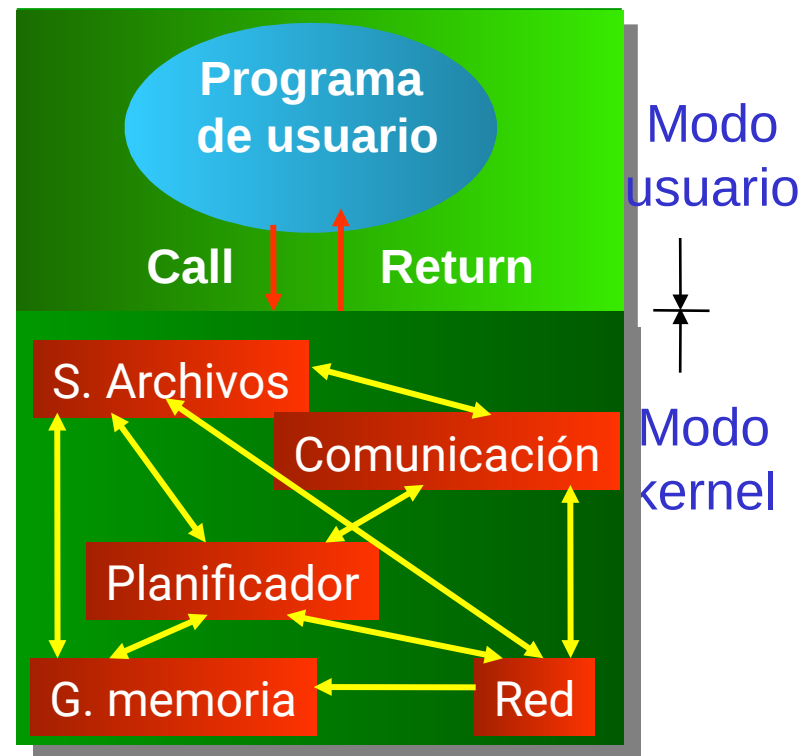 Programa
de usuario
Modo
usuario
Call
Return
S. Archivos
Comunicación
Modo
kernel
Planificador
G. memoria
Red